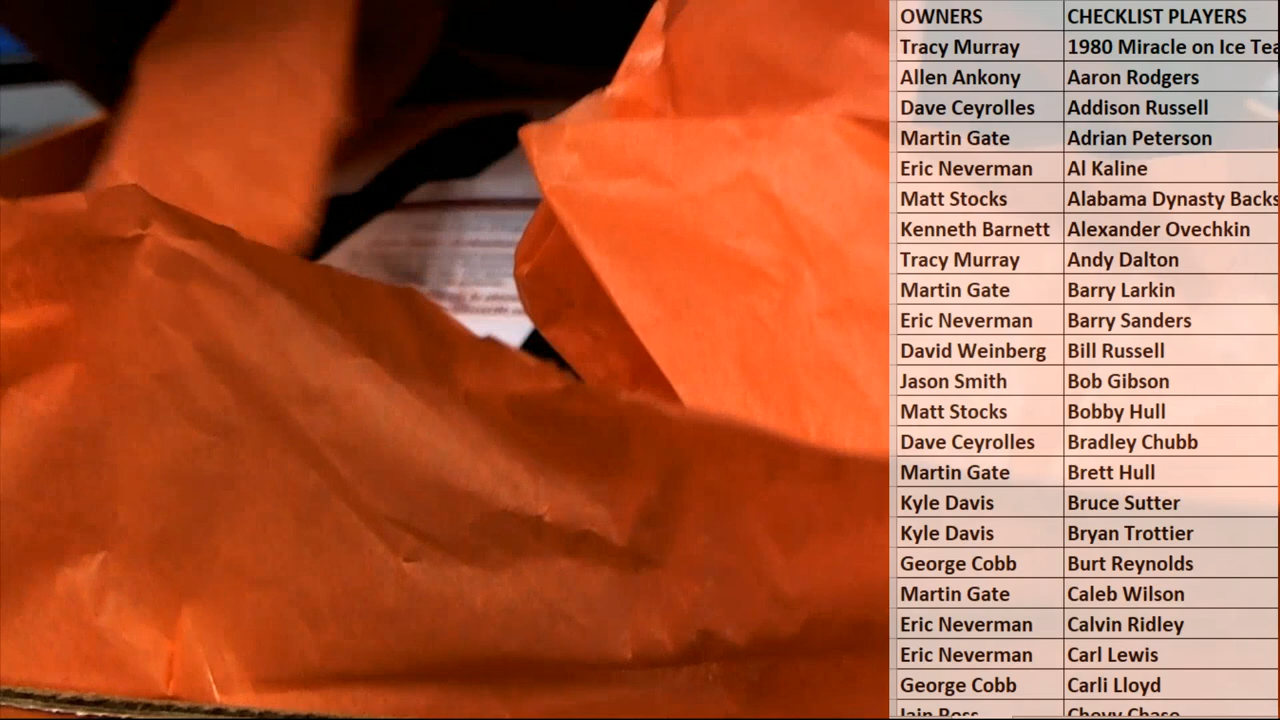 OWNERS CHECKLIST PLAYERS
Tracy Murray 1980 Miracle on Ice Tea
Allen Ankony Aaron Rodgers
Dave Ceyrolles Addison Russell
Martin Gate Adrian Peterson
Eric Neverman Al Kaline
Matt Stocks Alabama Dynasty Backs
Kenneth Barnett Alexander Ovechkin
Tracy Murray Andy Dalton
Martin Gate Barry Larkin
Eric Neverman Barry Sanders
David Weinberg Bill Russell
Jason Smith Bob Gibson
Matt Stocks Bobby Hull
Dave Ceyrolles Bradley Chubb
Martin Gate Brett Hull
Kyle Davis Bruce Sutter
Kyle Davis Bryan Trottier
George Cobb Burt Reynolds
Martin Gate Caleb Wilson
Eric Neverman Calvin Ridley
Eric Neverman Carl Lewis
George Cobb Carli Lloyd
Iain Ross Chevy Chase